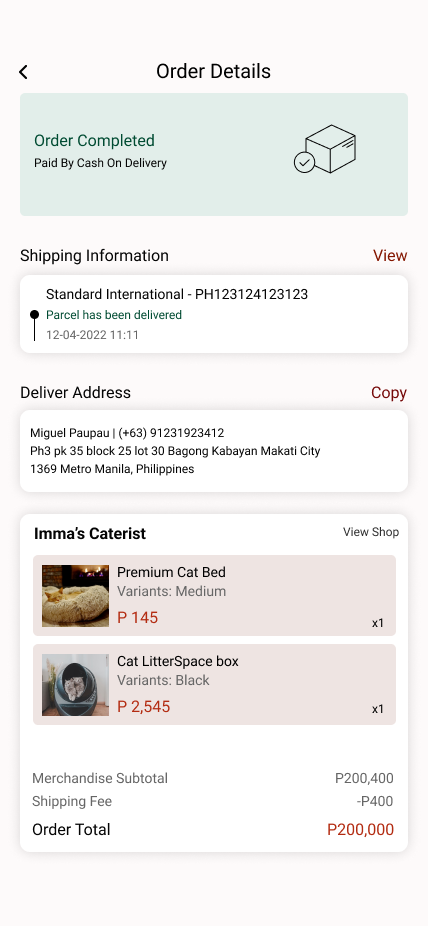 Order Details
Order Completed
Paid By Cash On Delivery
Shipping Information
View
Standard International - PH123124123123
Parcel has been delivered
12-04-2022 11:11
Deliver Address
Copy
Miguel Paupau | (+63) 91231923412
Ph3 pk 35 block 25 lot 30 Bagong Kabayan Makati City
1369 Metro Manila, Philippines
Imma’s Caterist
View Shop
Premium Cat Bed
Variants: Medium
P 145
x1
Cat LitterSpace box
Variants: Black
P 2,545
x1
Merchandise Subtotal
P200,400
Shipping Fee
-P400
Order Total
P200,000